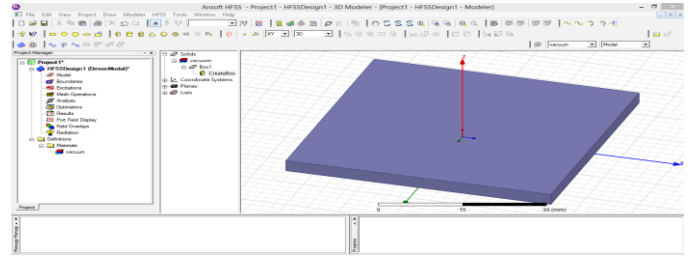 Ansoft HFSS - Project1 - HFSSDesign1 - 3D Modeler - [Project1 - HFSSDesign1 - Modeler]
File Edit View Project Draw Modeler HFSS Tools Window Help
XY 3D
vacuum Model
Project Manager
Project1*
HFSSDesign1 (DrivenModal)*
Model
Boundaries
Excitations
Mesh Operations
Analysis
Optimetrics
Results
Port Field Display
Field Overlays
Radiation
Definitions
Materials
vacuum
Project
Solids
vacuum
Box1
CreateBox
Coordinate Systems
Planes
Lists
Z
0 15 30 (mm)
Progress